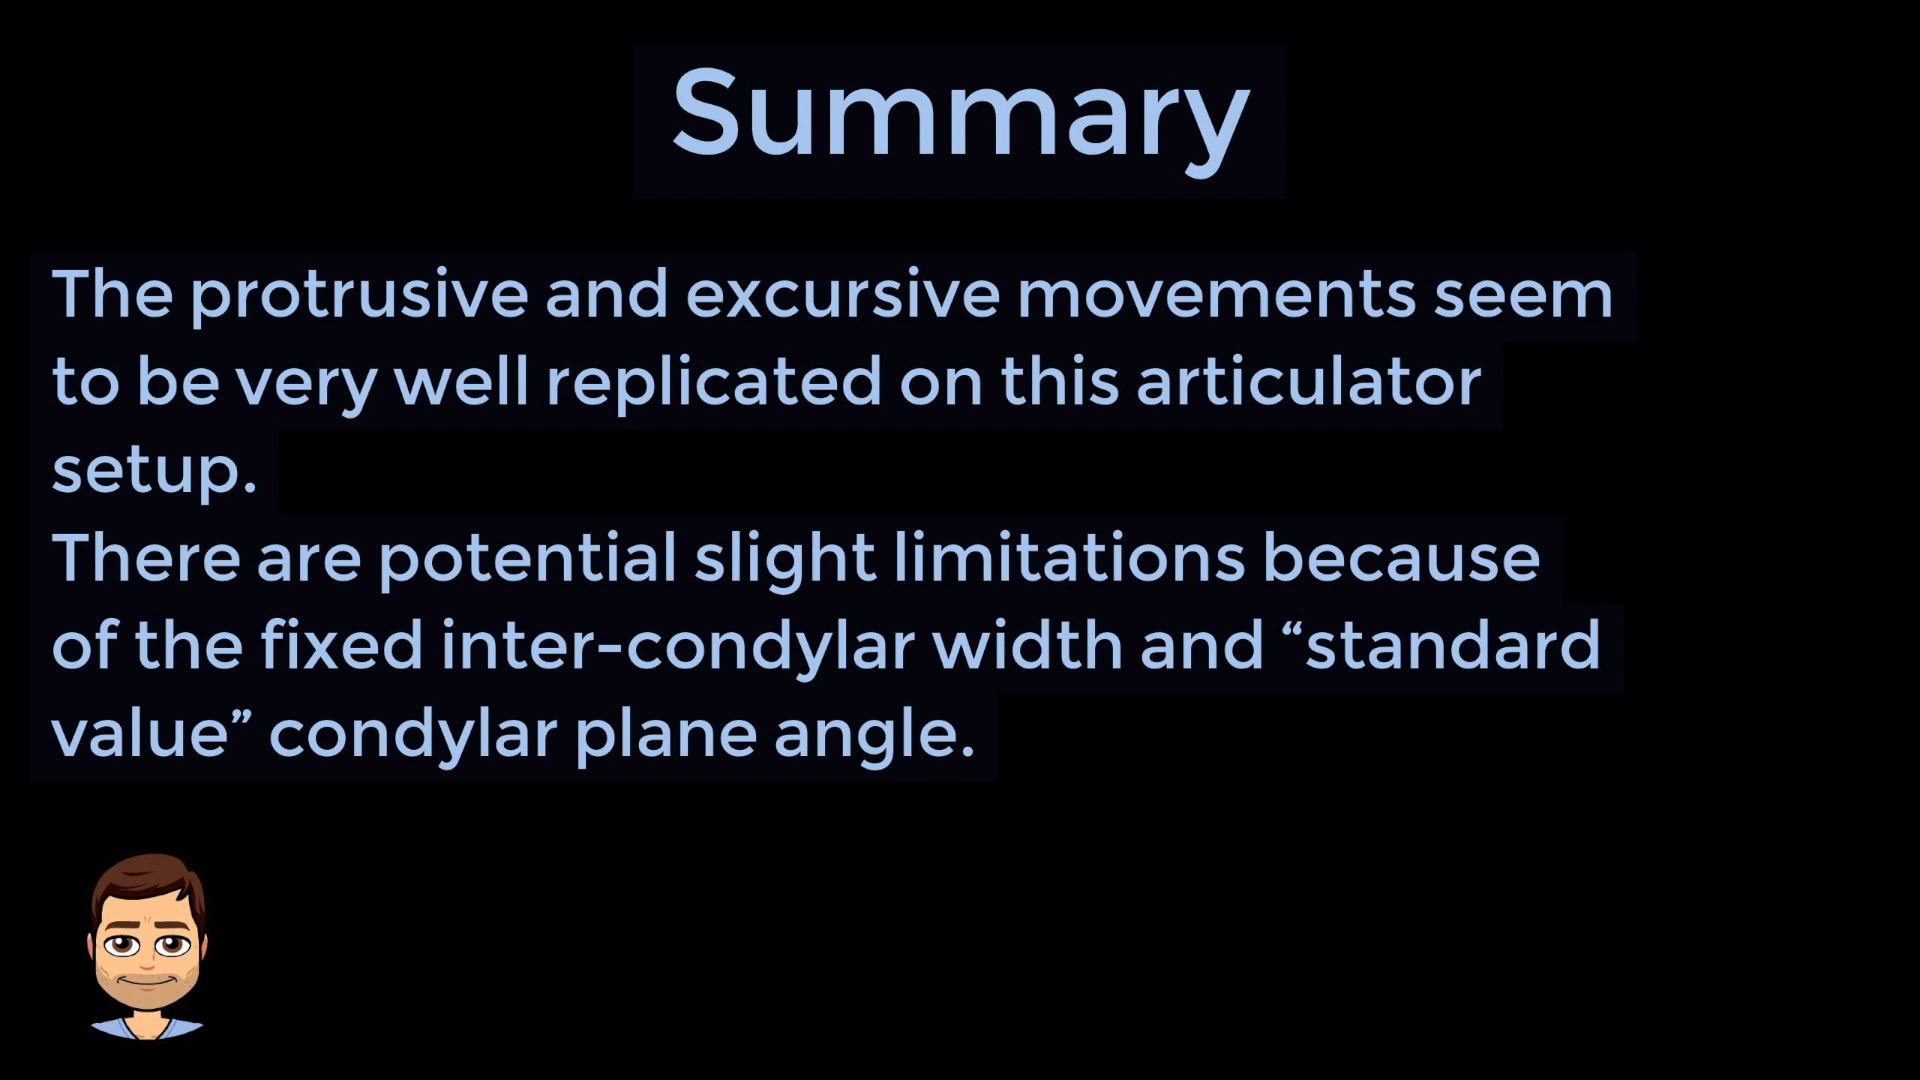 Summary
The protrusive and excursive movements seem
to be very well replicated on this articulator
setup.
There are potential slight limitations because
of the fixed inter-condylar width and “standard
value” condylar plane angle.